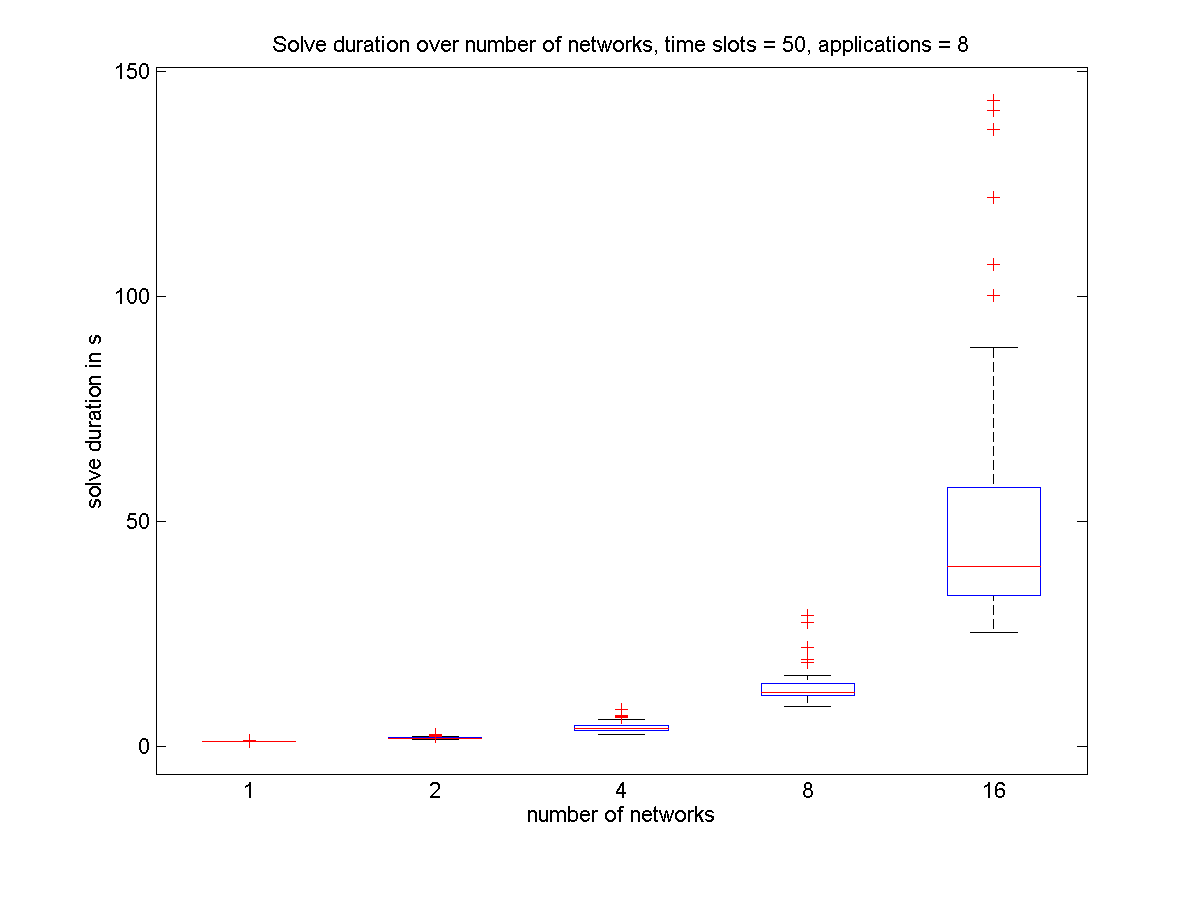 Solve duration over number of networks, time slots = 50, applications = 8
150
100
50
0
solve duration in s
1 2 4 8 16
number of networks